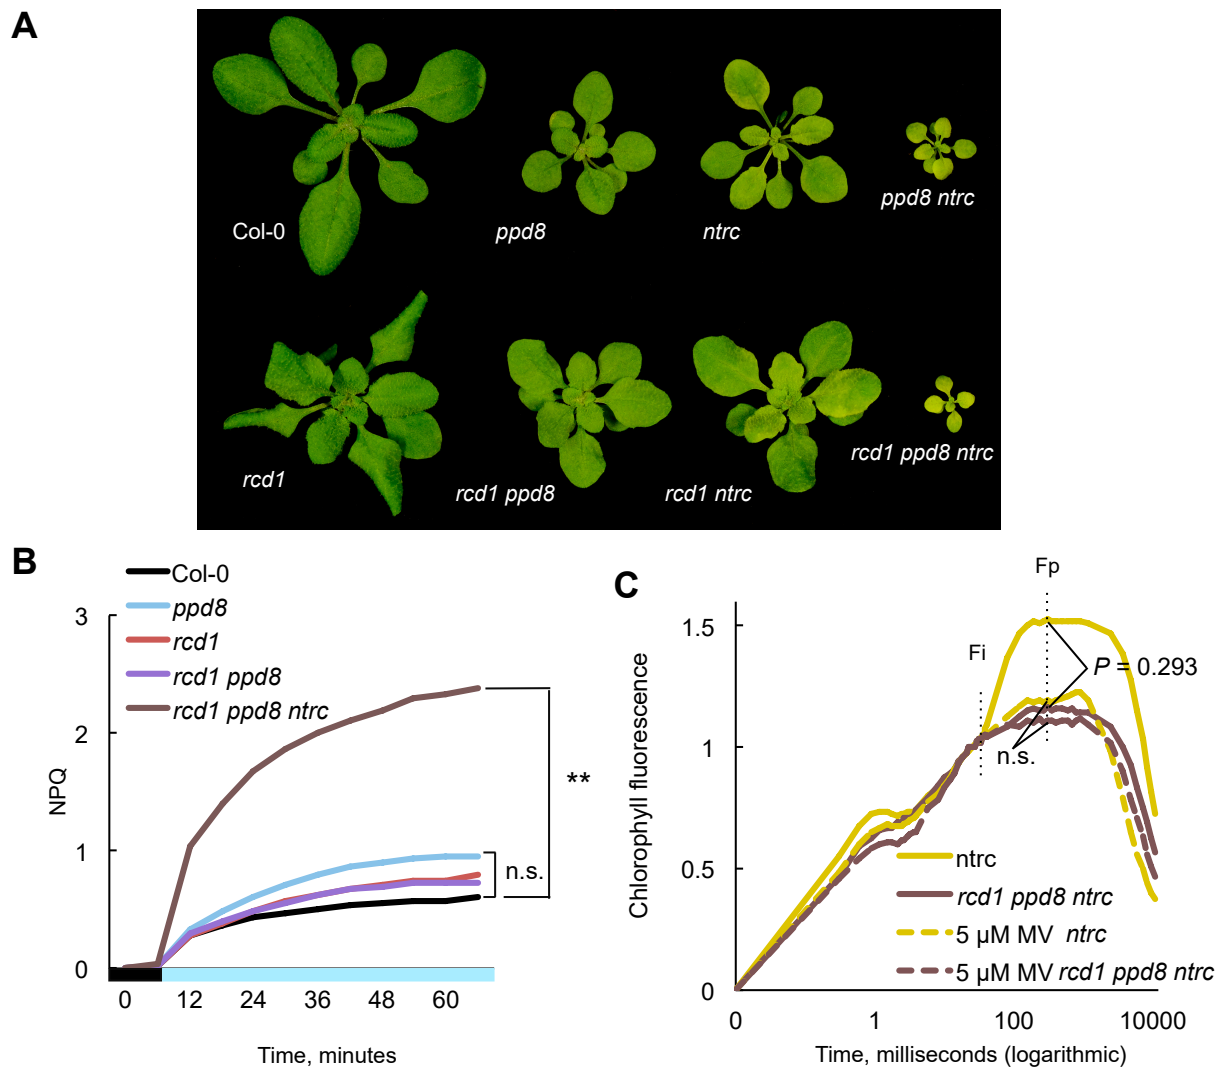 A
Col-0
ppd8
ntrc
ppd8 ntrc
rcd1
rcd1 ppd8
rcd1 ntrc
rcd1 ppd8 ntrc
B
Col-0
ppd8
rcd1
rcd1 ppd8
rcd1 ppd8 ntrc
3
2
1
0
NPQ
**
n.s.
0 12 24 36 48 60
Time, minutes
C
Fp
Fi
1.5
1
0.5
0
Chlorophyll fluorescence
P = 0.293
n.s.
ntrc
rcd1 ppd8 ntrc
5 µM MV ntrc
5 µM MV rcd1 ppd8 ntrc
0 1 100 10000
Time, milliseconds (logarithmic)